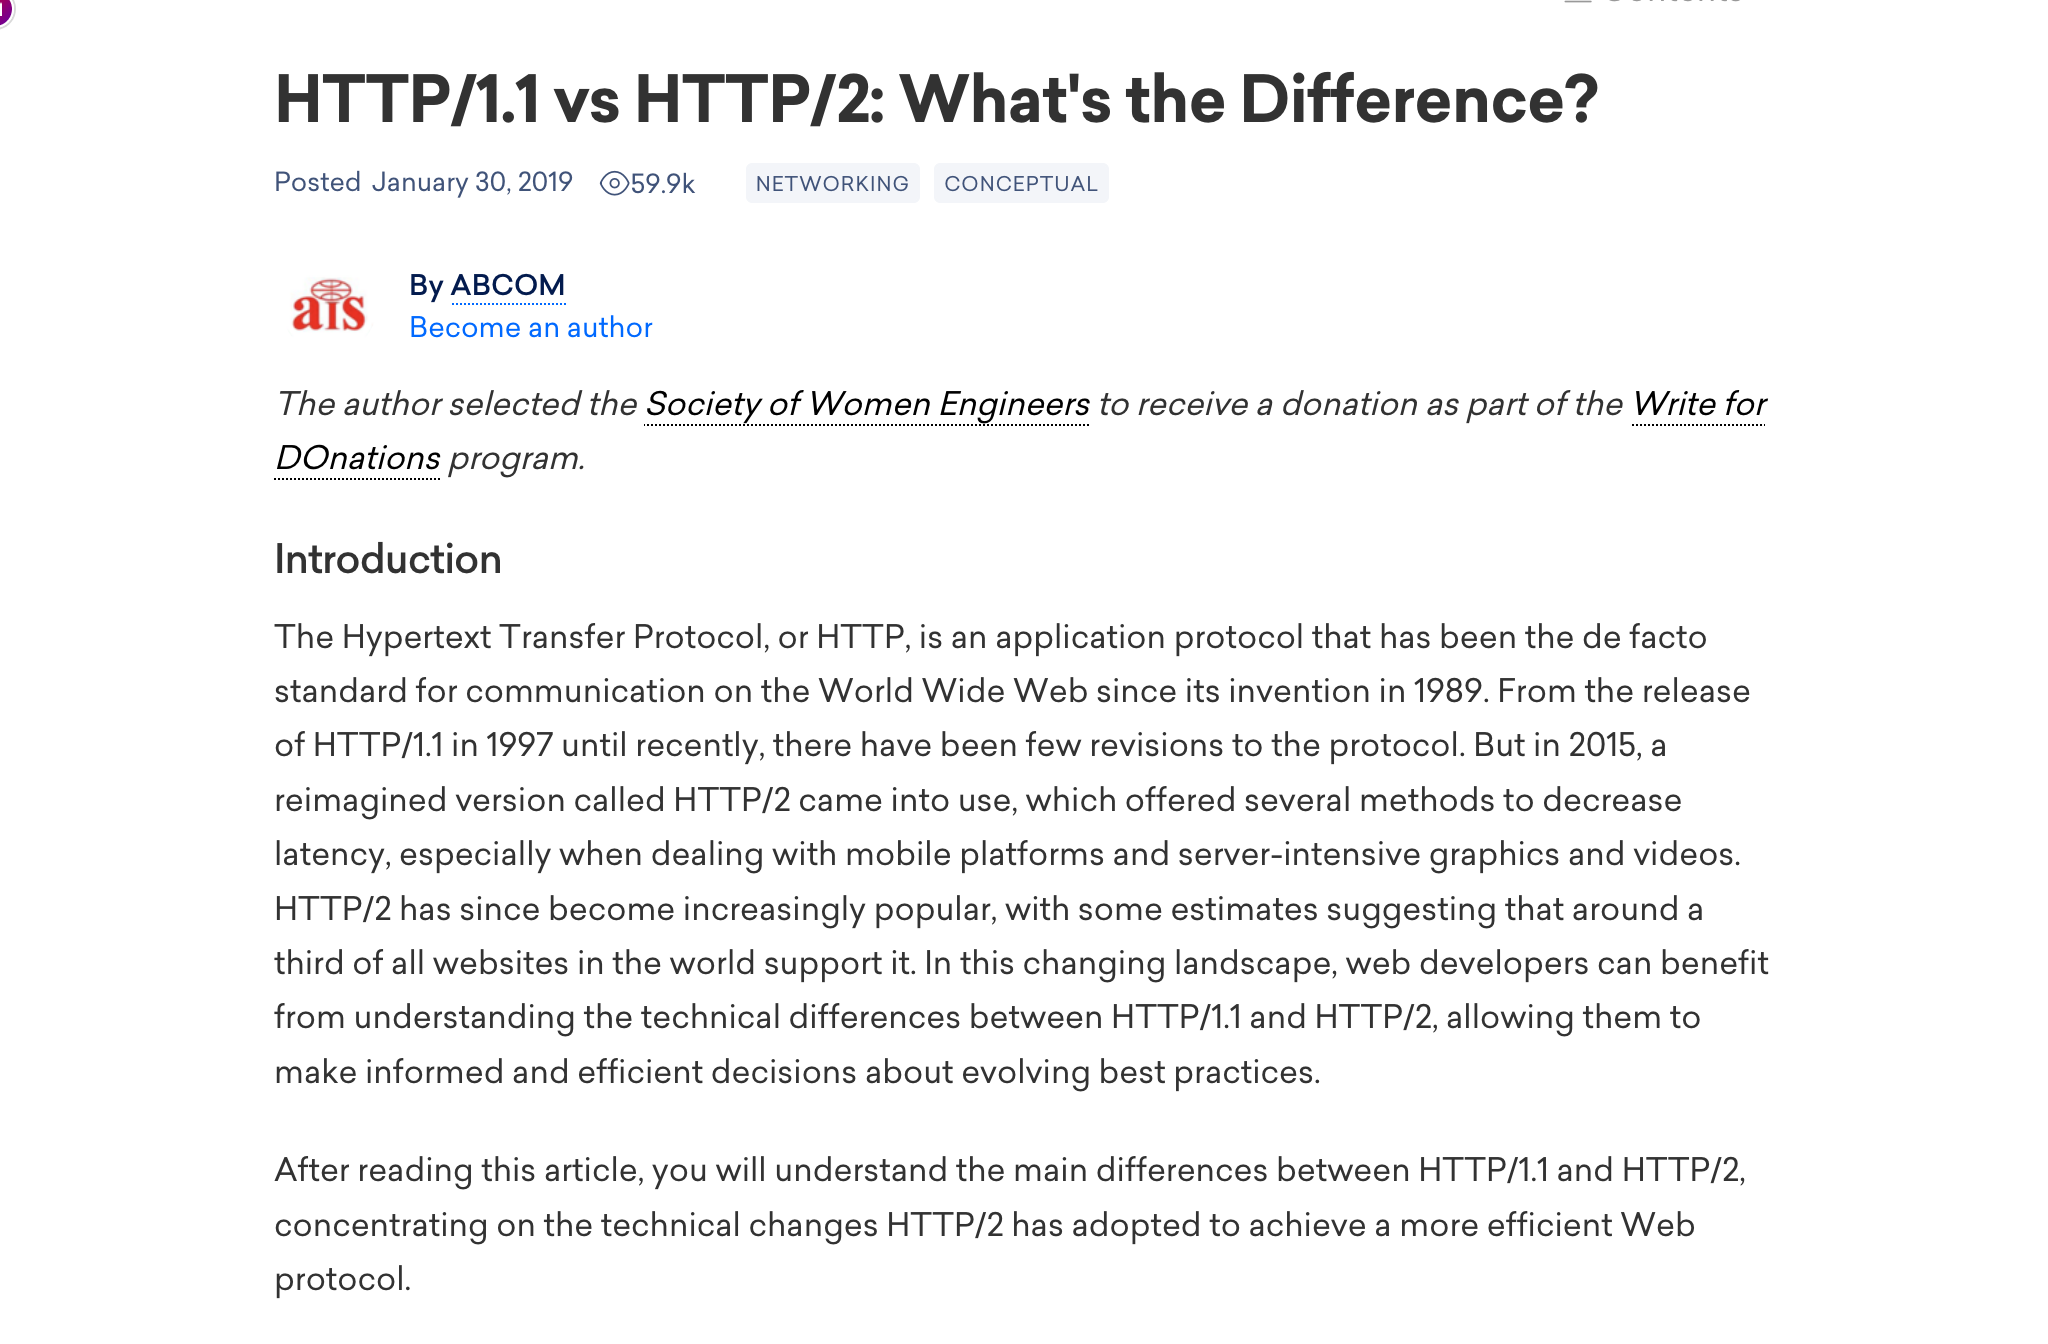 HTTP/1.1 vs HTTP/2: What's the Difference?
Posted January 30, 2019 59.9k NETWORKING CONCEPTUAL
ais
By ABCOM
Become an author
The author selected the Society of Women Engineers to receive a donation as part of the Write for
DOnations program.
Introduction
The Hypertext Transfer Protocol, or HTTP, is an application protocol that has been the de facto
standard for communication on the World Wide Web since its invention in 1989. From the release
of HTTP/1.1 in 1997 until recently, there have been few revisions to the protocol. But in 2015, a
reimagined version called HTTP/2 came into use, which offered several methods to decrease
latency, especially when dealing with mobile platforms and server-intensive graphics and videos.
HTTP/2 has since become increasingly popular, with some estimates suggesting that around a
third of all websites in the world support it. In this changing landscape, web developers can benefit
from understanding the technical differences between HTTP/1.1 and HTTP/2, allowing them to
make informed and efficient decisions about evolving best practices.
After reading this article, you will understand the main differences between HTTP/1.1 and HTTP/2,
concentrating on the technical changes HTTP/2 has adopted to achieve a more efficient Web
protocol.